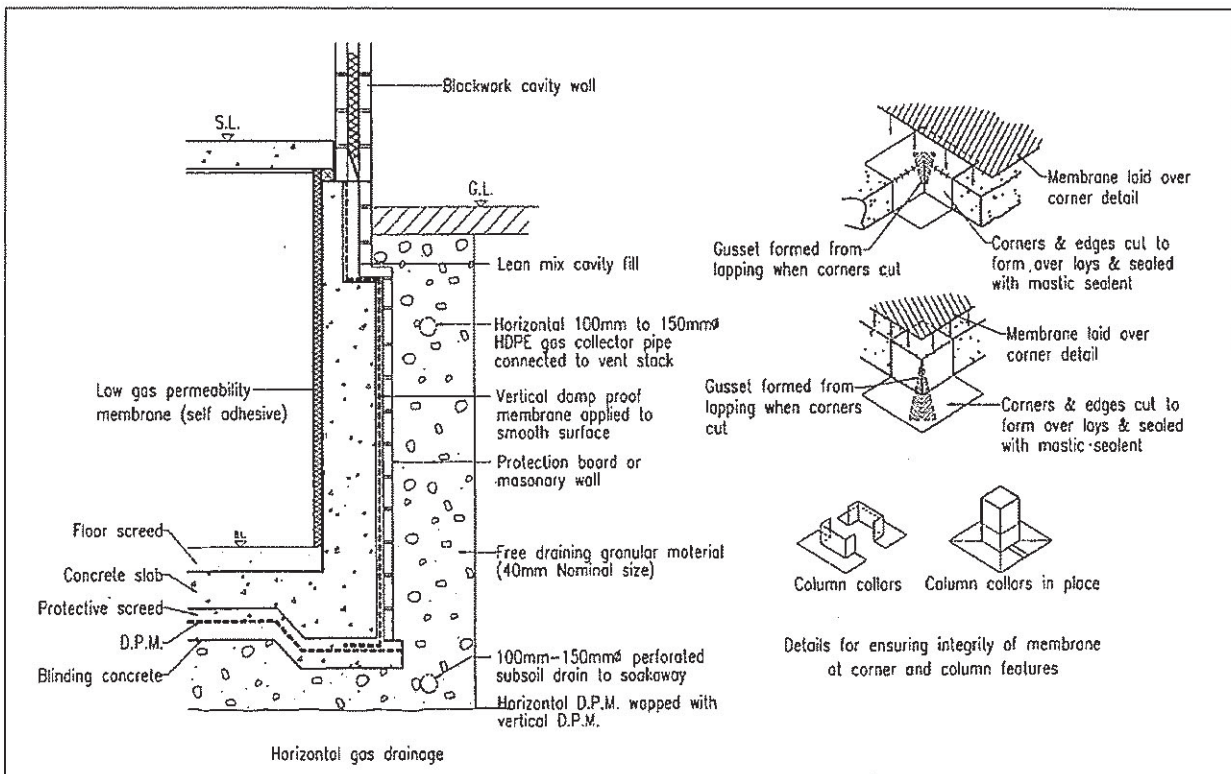 Blockwork cavity wall
S.L.
G.L.
Lean mix cavity fill
Horizontal 100mm to 150mmø
HDPE gas collector pipe
connected to vent stack
Low gas permeability
membrane (self adhesive)
Vertical damp proof
membrane applied to
smooth surface
Protection board or
masonary wall
Floor screed
Concrete slab
Protective screed
D.P.M.
Blinding concrete
Free draining granular material
(40mm Nominal size)
100mm-150mmø perforated
subsoil drain to soakaway
Horizontal D.P.M. wapped with
vertical D.P.M.
Horizontal gas drainage
Membrane laid over
corner detail
Gusset formed from
lapping when corners cut
Corners & edges cut to
form over lays & sealed
with mastic sealent
Membrane laid over
corner detail
Gusset formed from
lapping when corners
cut
Corners & edges cut to
form over lays & sealed
with mastic sealent
Column collors
Column collors in place
Details for ensuring integrity of membrane
at corner and column features